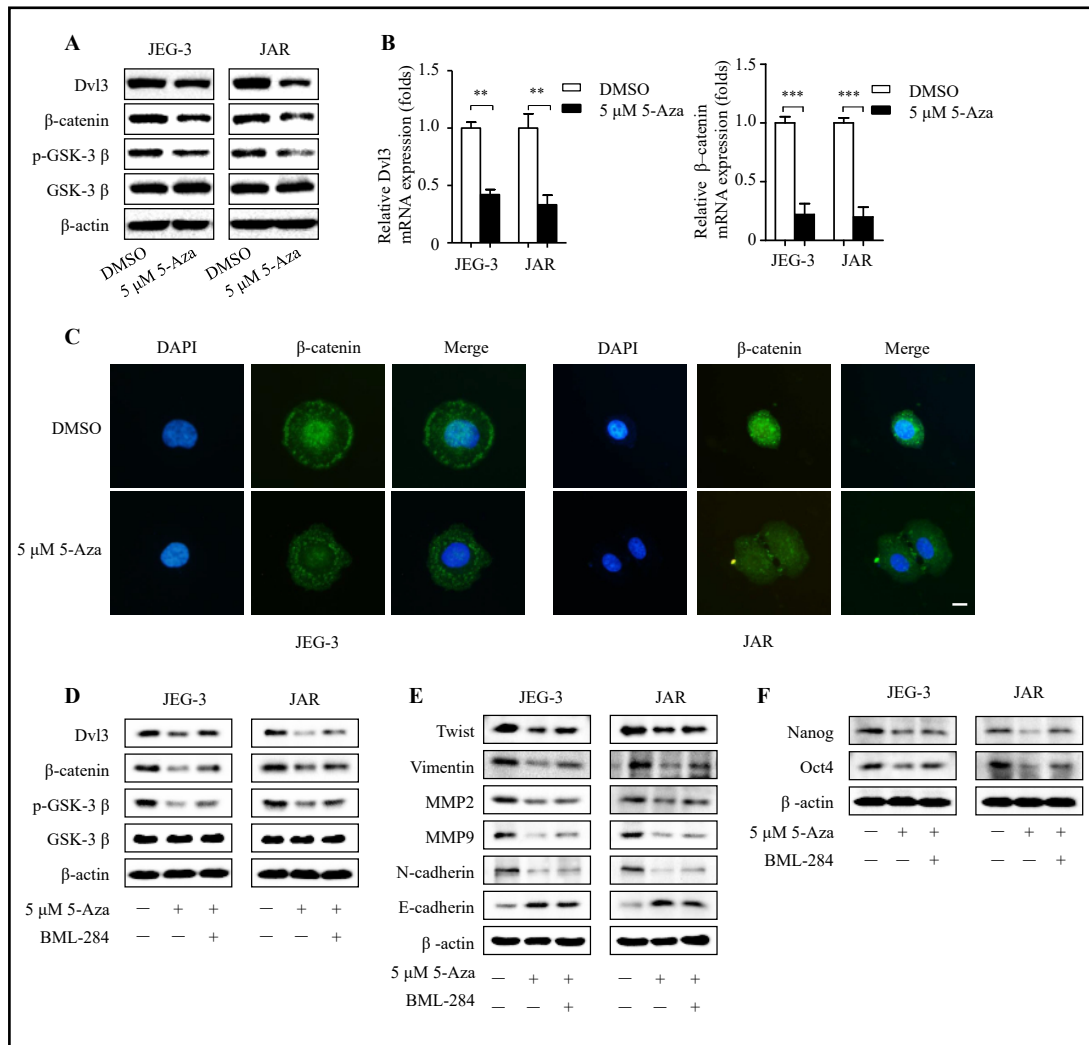 A
JEG-3 JAR
Dvl3
β-catenin
p-GSK-3 β
GSK-3 β
β-actin
DMSO 5 μM 5-Aza DMSO 5 μM 5-Aza
B
Relative Dvl3 mRNA expression (folds)
1.5
1.0
0.5
0
** **
JEG-3 JAR
DMSO
5 μM 5-Aza
Relative β-catenin mRNA expression (folds)
1.5
1.0
0.5
0
*** ***
JEG-3 JAR
DMSO
5 μM 5-Aza
C
DAPI β-catenin Merge DAPI β-catenin Merge
DMSO
5 μM 5-Aza
JEG-3 JAR
D
JEG-3 JAR
Dvl3
β-catenin
p-GSK-3 β
GSK-3 β
β-actin
5 μM 5-Aza — + + — + +
BML-284 — — + — — +
E
JEG-3 JAR
Twist
Vimentin
MMP2
MMP9
N-cadherin
E-cadherin
β -actin
5 μM 5-Aza — + + — + +
BML-284 — — + — — +
F
JEG-3 JAR
Nanog
Oct4
β -actin
5 μM 5-Aza — + + — + +
BML-284 — — + — — +